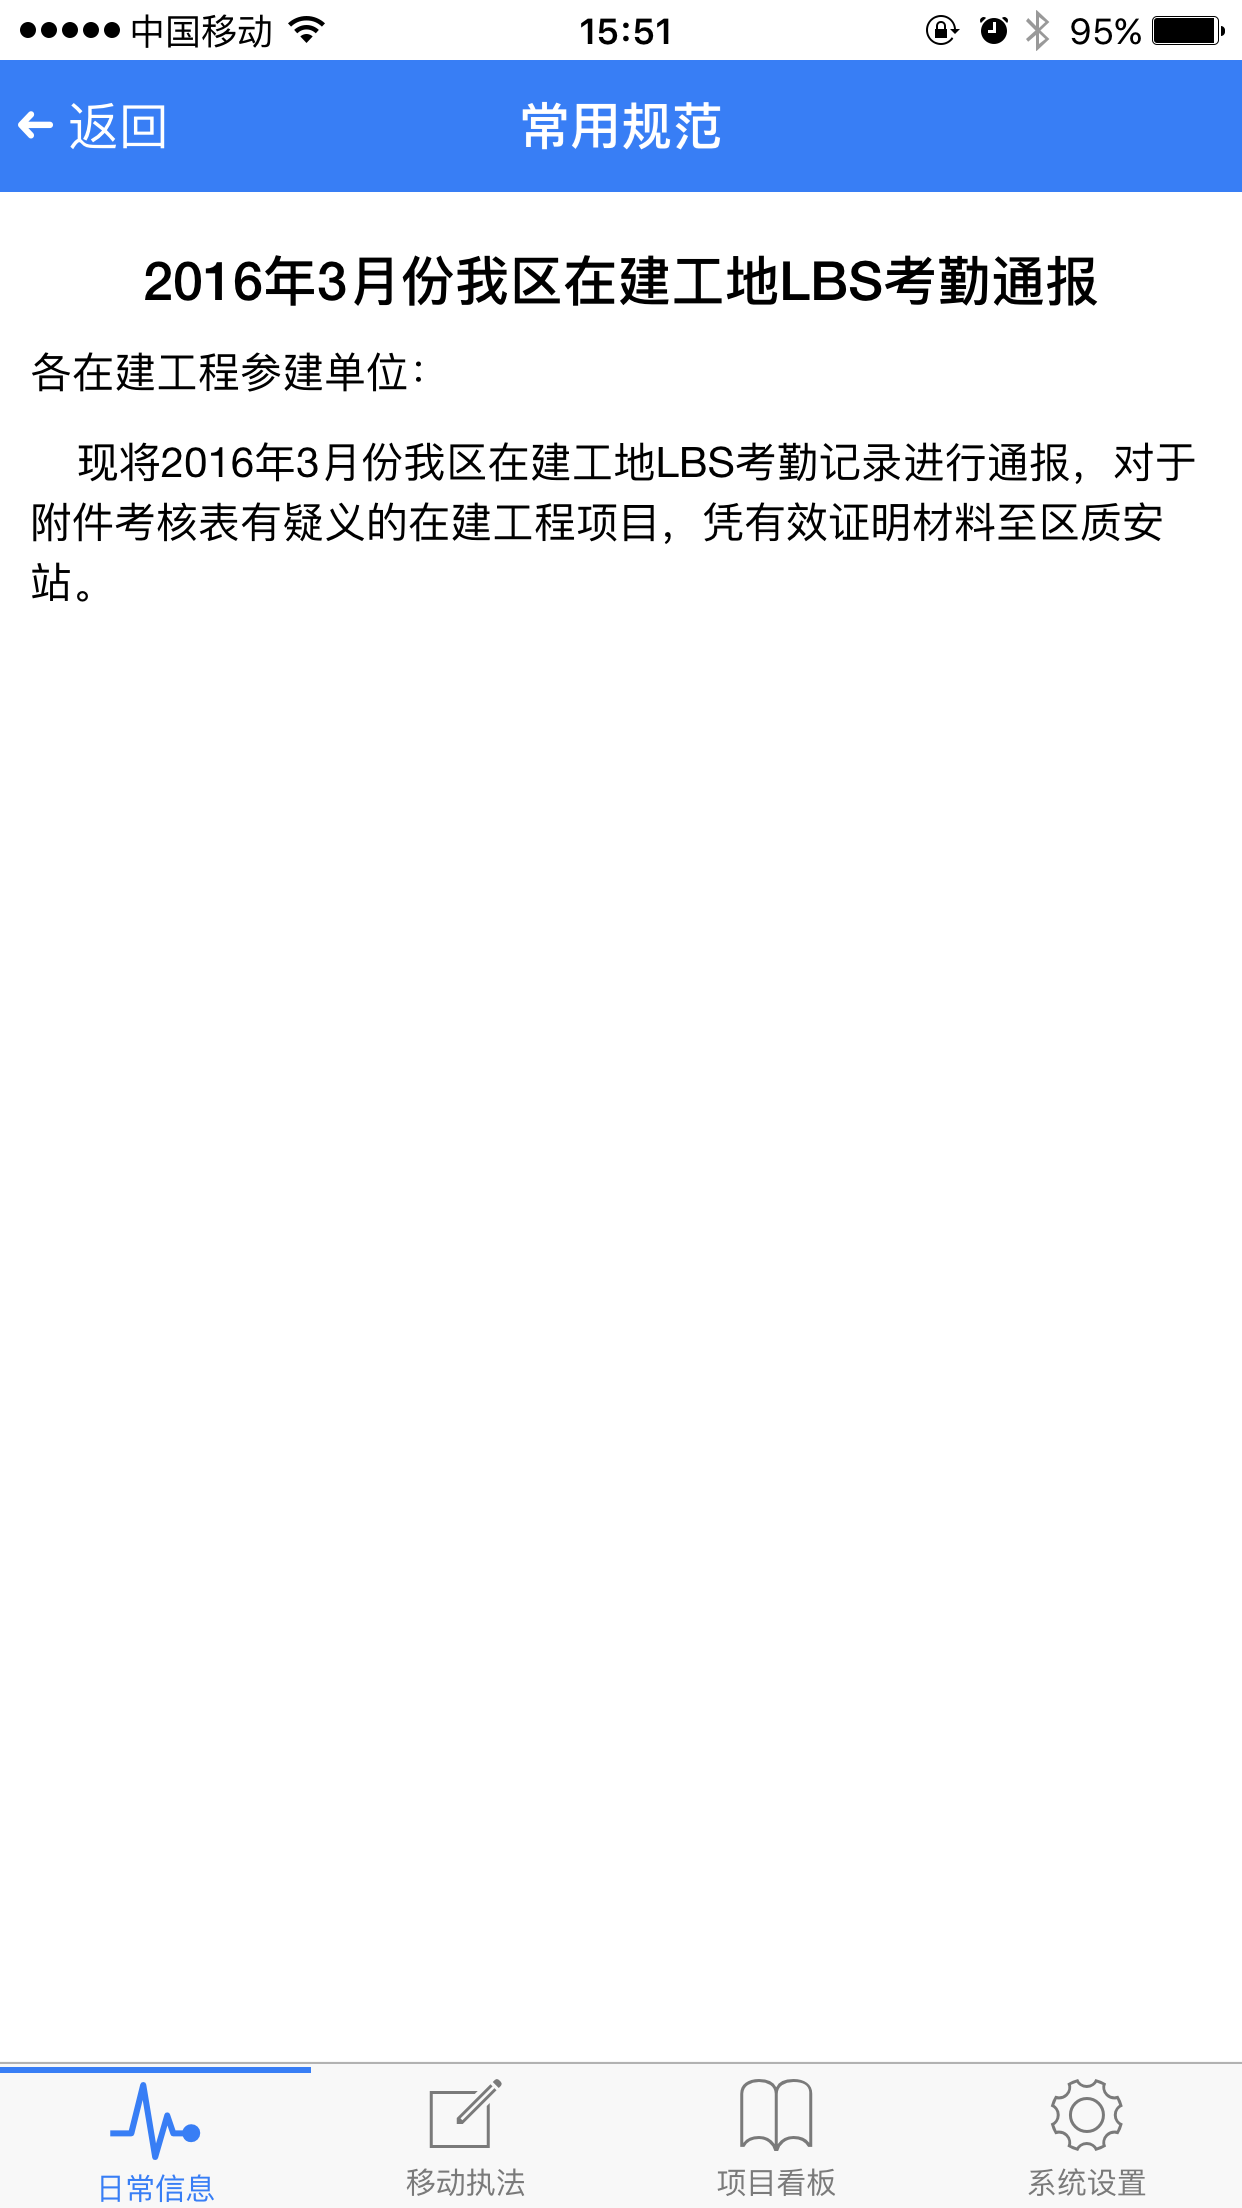 中国移动 15:51 95%
返回 常用规范
2016年3月份我区在建工地LBS考勤通报
各在建工程参建单位：
现将2016年3月份我区在建工地LBS考勤记录进行通报，对于
附件考核表有疑义的在建工程项目，凭有效证明材料至区质安
站。
日常信息 移动执法 项目看板 系统设置